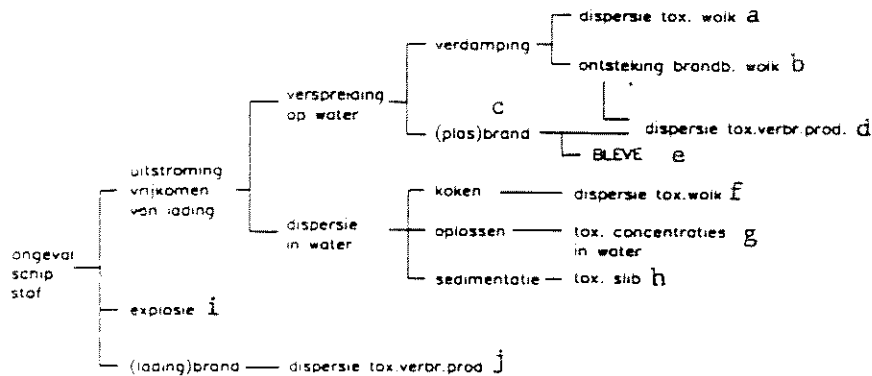 dispersie tox. wolk a
verdamping
ontsteking brandb. wolk b
verspreiding
op water
c
(plas)brand
dispersie tox.verbr.prod. d
BLEVE e
uitstroming
vrijkomen
van lading
koken
dispersie tox.wolk f
dispersie
in water
oplossen
tox. concentraties
in water
g
sedimentatie
tox. slib h
ongeval
schip
stof
explosie i
(lading)brand
dispersie tox.verbr.prod j